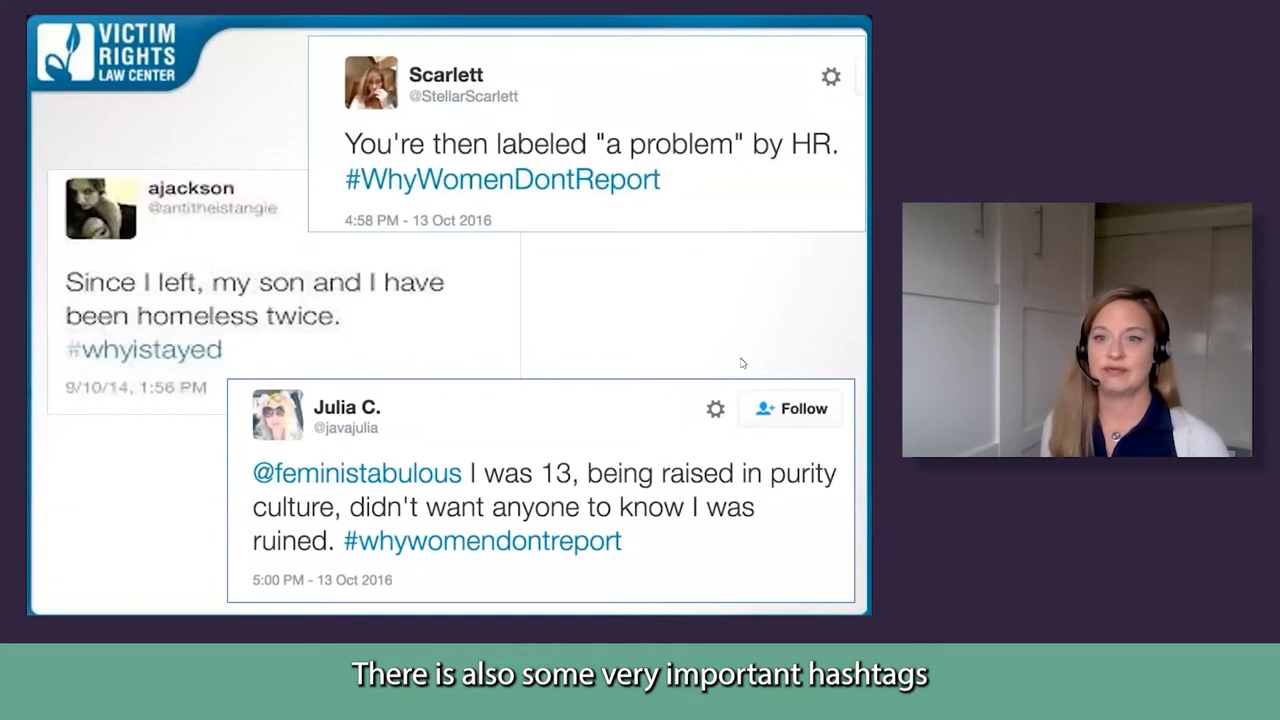 VICTIM
RIGHTS
LAW CENTER
Scarlett
@StellarScarlett
You're then labeled "a problem" by HR.
#WhyWomenDontReport
4:58 PM - 13 Oct 2016
ajackson
@antitheistangie
Since I left, my son and I have
been homeless twice.
#whyistayed
9/10/14, 1:56 PM
Julia C.
@javajulia
Follow
@feministabulous I was 13, being raised in purity
culture, didn't want anyone to know I was
ruined. #whywomendontreport
5:00 PM - 13 Oct 2016
There is also some very important hashtags